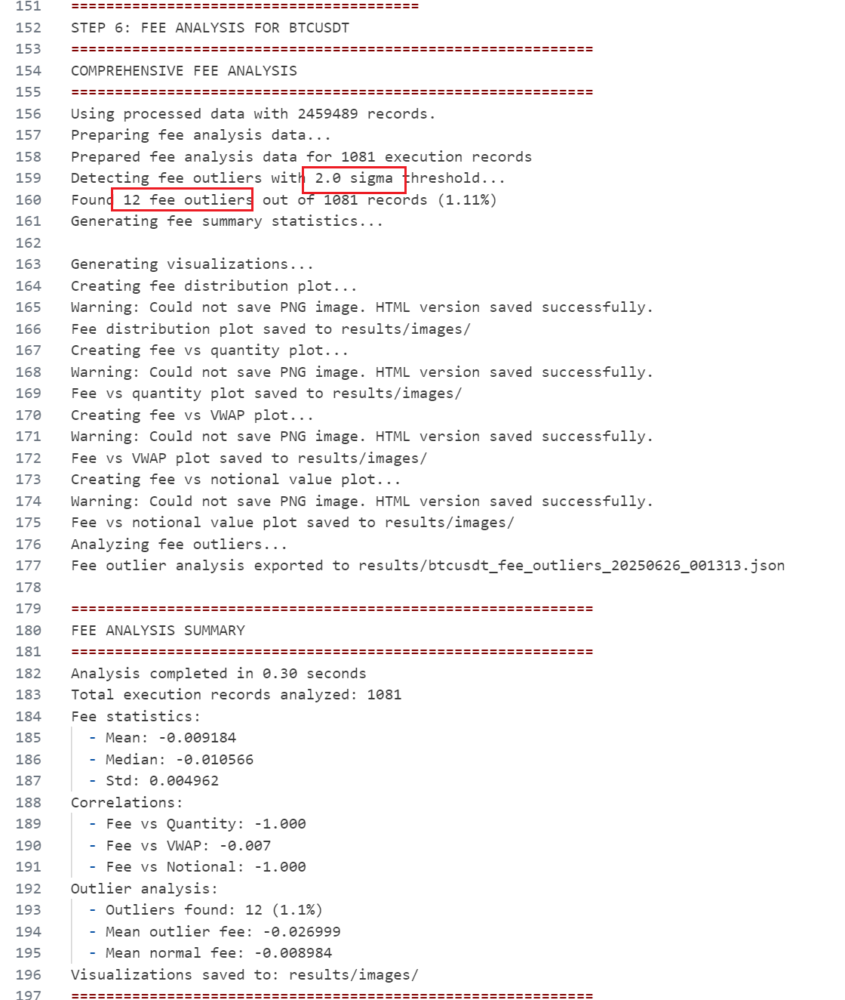 151 ========================================
152 STEP 6: FEE ANALYSIS FOR BTCUSDT
153 ============================================================
154 COMPREHENSIVE FEE ANALYSIS
155 ============================================================
156 Using processed data with 2459489 records.
157 Preparing fee analysis data...
158 Prepared fee analysis data for 1081 execution records
159 Detecting fee outliers with 2.0 sigma threshold...
160 Found 12 fee outliers out of 1081 records (1.11%)
161 Generating fee summary statistics...
162
163 Generating visualizations...
164 Creating fee distribution plot...
165 Warning: Could not save PNG image. HTML version saved successfully.
166 Fee distribution plot saved to results/images/
167 Creating fee vs quantity plot...
168 Warning: Could not save PNG image. HTML version saved successfully.
169 Fee vs quantity plot saved to results/images/
170 Creating fee vs VWAP plot...
171 Warning: Could not save PNG image. HTML version saved successfully.
172 Fee vs VWAP plot saved to results/images/
173 Creating fee vs notional value plot...
174 Warning: Could not save PNG image. HTML version saved successfully.
175 Fee vs notional value plot saved to results/images/
176 Analyzing fee outliers...
177 Fee outlier analysis exported to results/btcusdt_fee_outliers_20250626_001313.json
178
179 ============================================================
180 FEE ANALYSIS SUMMARY
181 ============================================================
182 Analysis completed in 0.30 seconds
183 Total execution records analyzed: 1081
184 Fee statistics:
185 - Mean: -0.009184
186 - Median: -0.010566
187 - Std: 0.004962
188 Correlations:
189 - Fee vs Quantity: -1.000
190 - Fee vs VWAP: -0.007
191 - Fee vs Notional: -1.000
192 Outlier analysis:
193 - Outliers found: 12 (1.1%)
194 - Mean outlier fee: -0.026999
195 - Mean normal fee: -0.008984
196 Visualizations saved to: results/images/
197 ============================================================